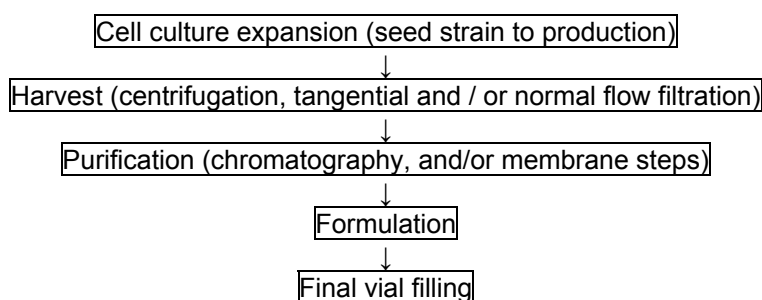 Cell culture expansion (seed strain to production)
↓
Harvest (centrifugation, tangential and / or normal flow filtration)
↓
Purification (chromatography, and/or membrane steps)
↓
Formulation
↓
Final vial filling